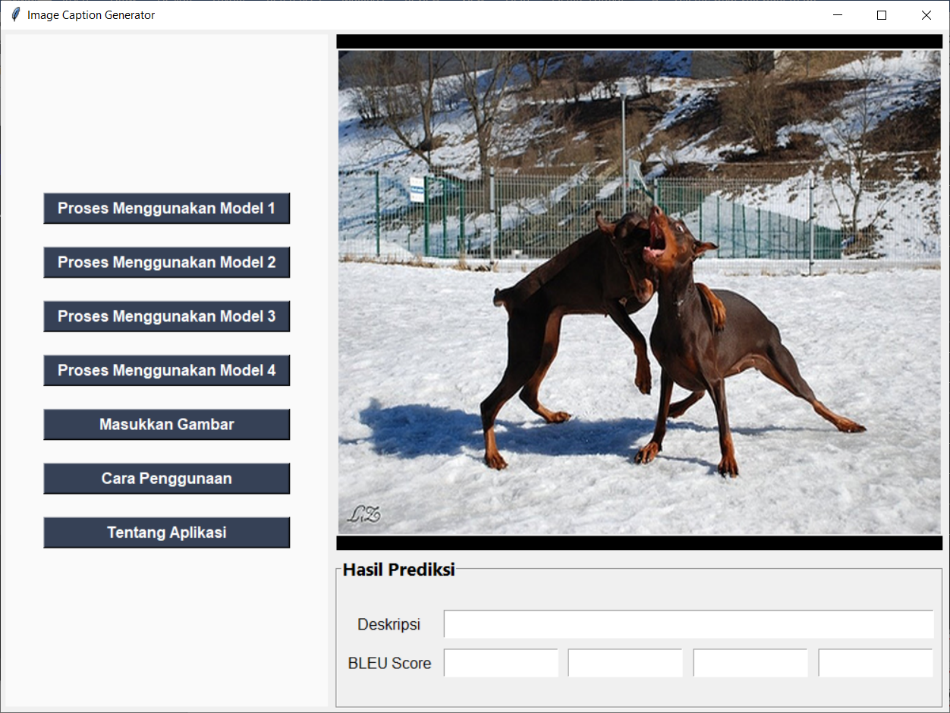 Image Caption Generator
Proses Menggunakan Model 1
Proses Menggunakan Model 2
Proses Menggunakan Model 3
Proses Menggunakan Model 4
Masukkan Gambar
Cara Penggunaan
Tentang Aplikasi
LZ
Hasil Prediksi
Deskripsi
BLEU Score